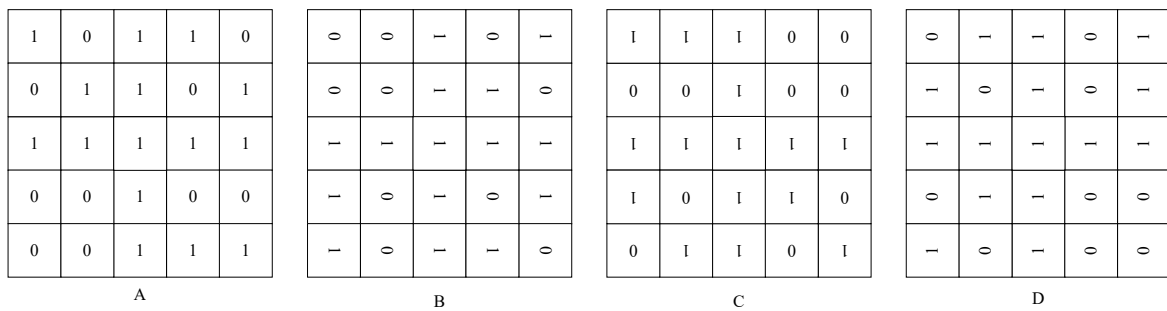 1 0 1 1 0
0 1 1 0 1
1 1 1 1 1
0 0 1 0 0
0 0 1 1 1
A
0 0 1 0 1
0 0 1 1 0
1 1 1 1 1
1 0 1 0 1
1 0 1 1 0
B
1 1 1 0 0
0 0 1 0 0
1 1 1 1 1
1 0 1 1 0
0 1 1 0 1
C
0 1 1 0 1
1 0 1 0 1
1 1 1 1 1
0 1 1 0 0
1 0 1 0 0
D